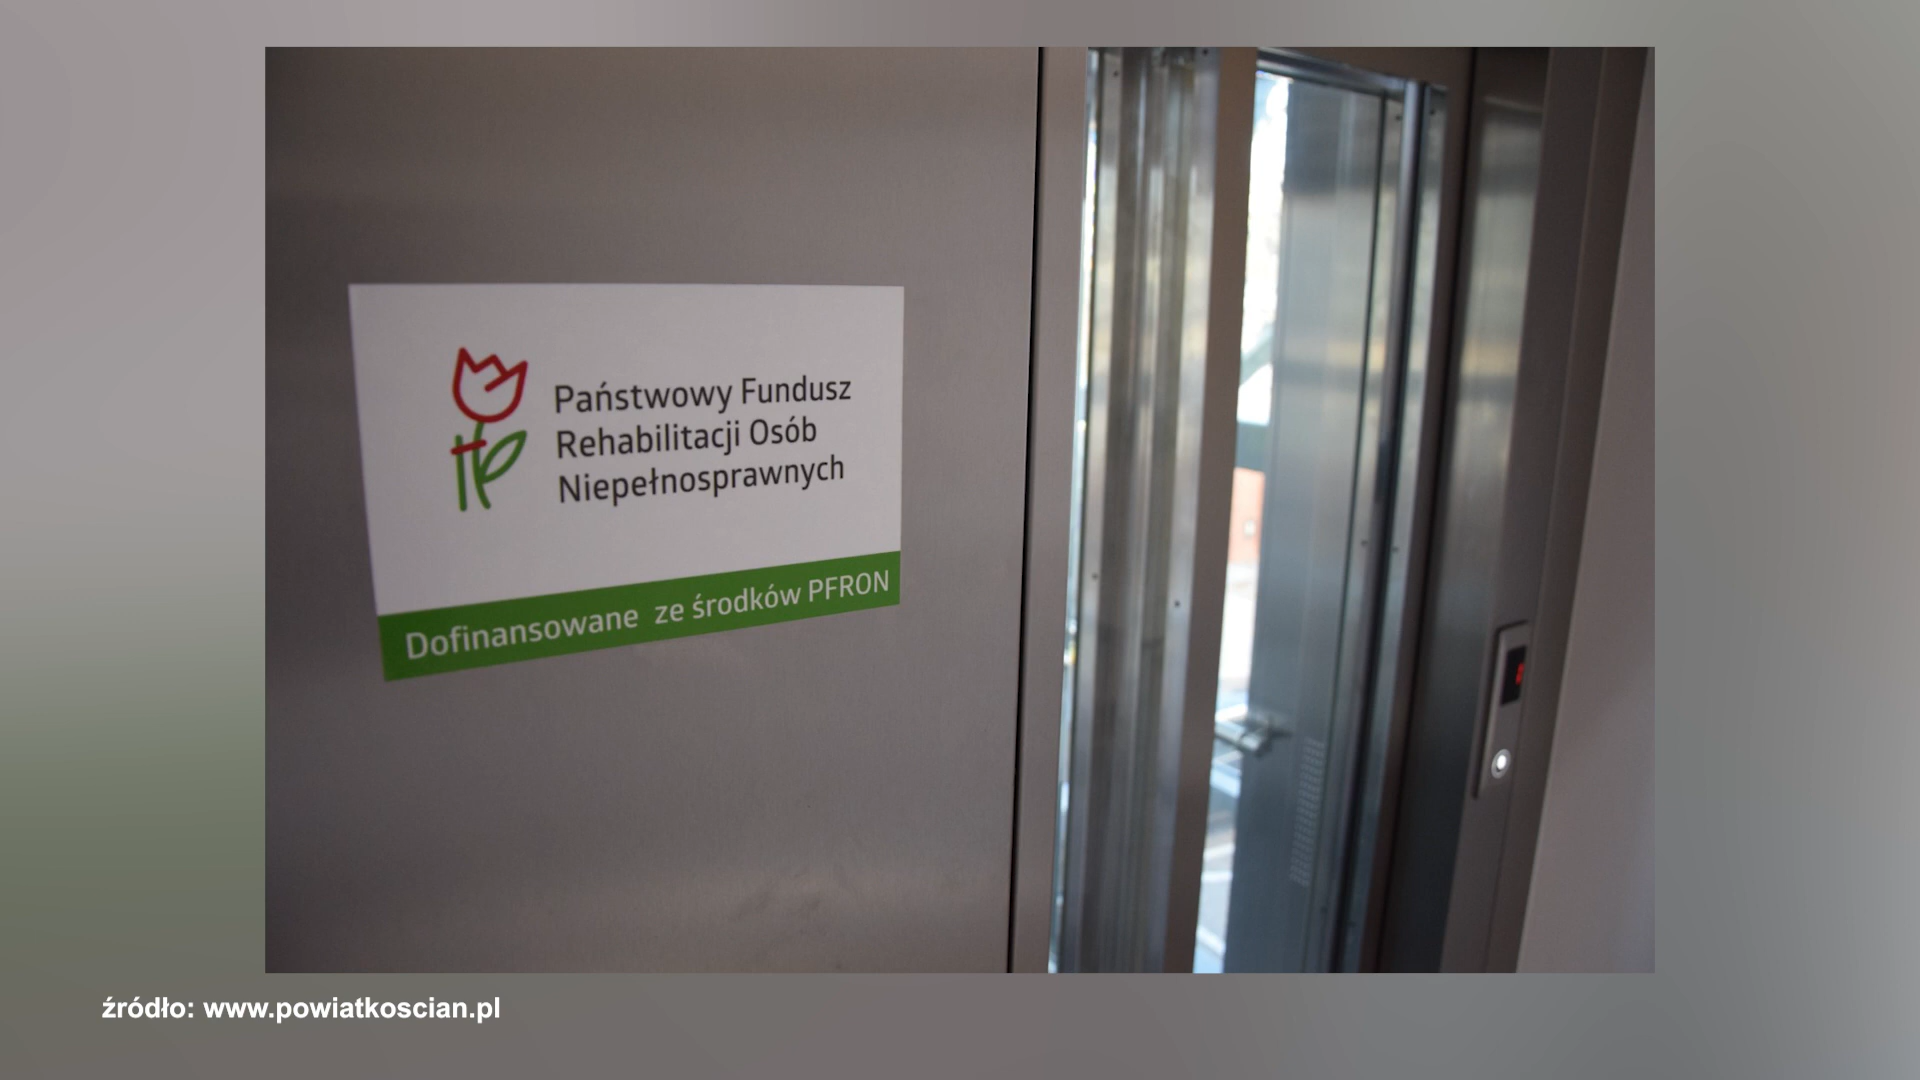 Państwowy Fundusz
Rehabilitacji Osób
Niepełnosprawnych
Dofinansowane ze środków PFRON
źródło: www.powiatkoscian.pl